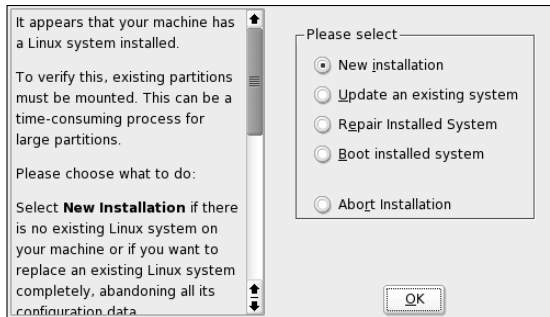 It appears that your machine has
a Linux system installed.
To verify this, existing partitions
must be mounted. This can be a
time-consuming process for
large partitions.
Please choose what to do:
Select New Installation if there
is no existing Linux system on
your machine or if you want to
replace an existing Linux system
completely, abandoning all its
configuration data.
Please select
New installation
Update an existing system
Repair Installed System
Boot installed system
Abort Installation
OK